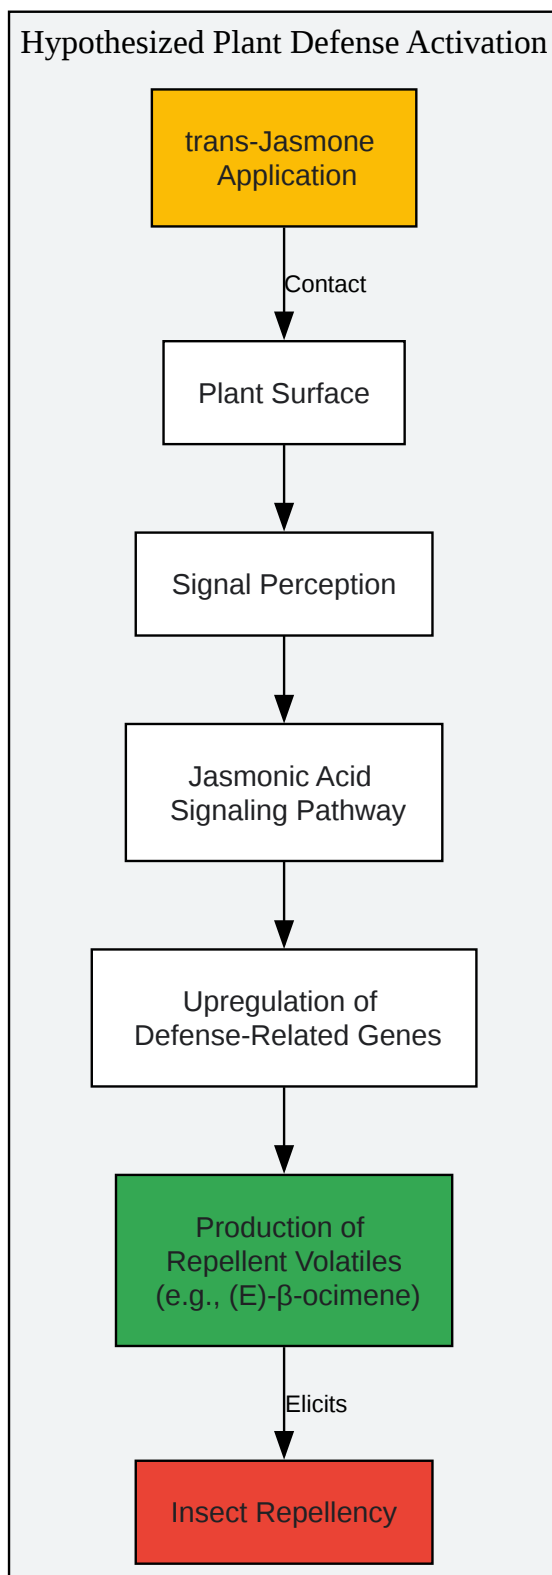 Hypothesized Plant Defense Activation
trans-Jasmone
Application
Contact
Plant Surface
Signal Perception
Jasmonic Acid
Signaling Pathway
Upregulation of
Defense-Related Genes
Production of
Repellent Volatiles
(e.g., (E)-β-ocimene)
Elicits
Insect Repellency